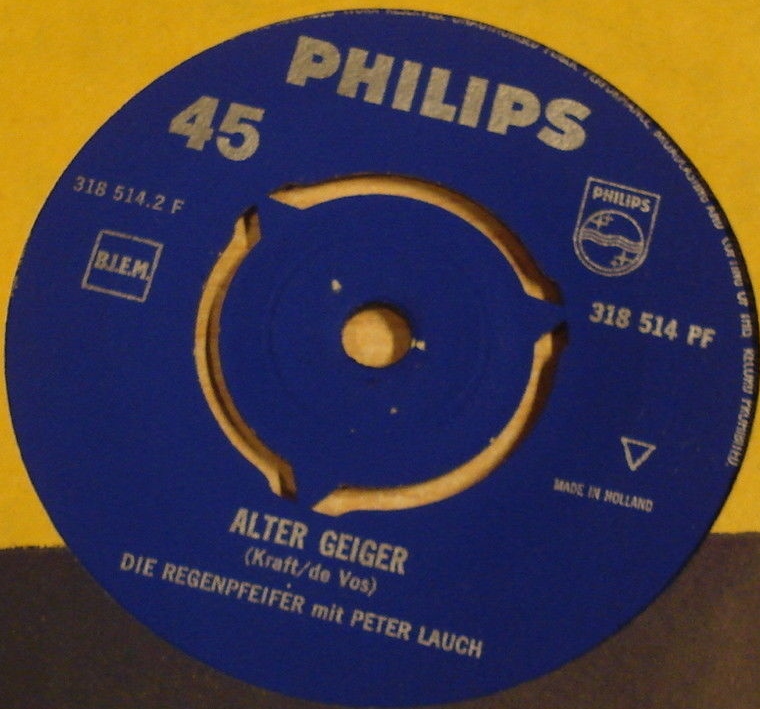 PHILIPS
45
318 514.2 F
B.I.E.M.
PHILIPS
318 514 PF
MADE IN HOLLAND
ALTER GEIGER
(Kraft/de Vos)
DIE REGENPFEIFER mit PETER LAUCH